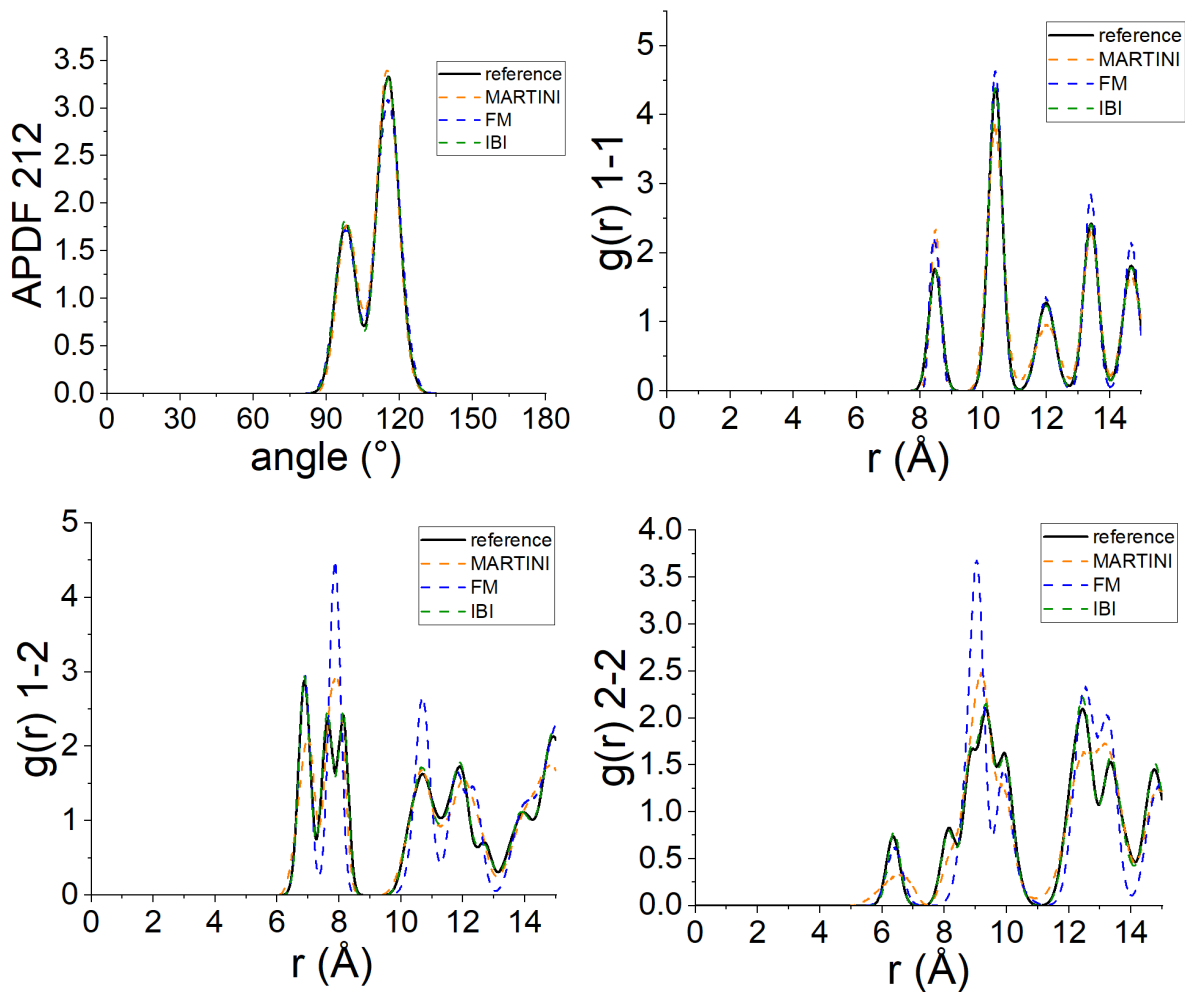 APDF 212
3.5
3.0
2.5
2.0
1.5
1.0
0.5
0.0
0 30 60 90 120 150 180
angle (°)
reference
MARTINI
FM
IBI
g(r) 1-1
5
4
3
2
1
0
0 2 4 6 8 10 12 14
r (Å)
reference
MARTINI
FM
IBI
g(r) 1-2
5
4
3
2
1
0
0 2 4 6 8 10 12 14
r (Å)
reference
MARTINI
FM
IBI
g(r) 2-2
4.0
3.5
3.0
2.5
2.0
1.5
1.0
0.5
0.0
0 2 4 6 8 10 12 14
r (Å)
reference
MARTINI
FM
IBI